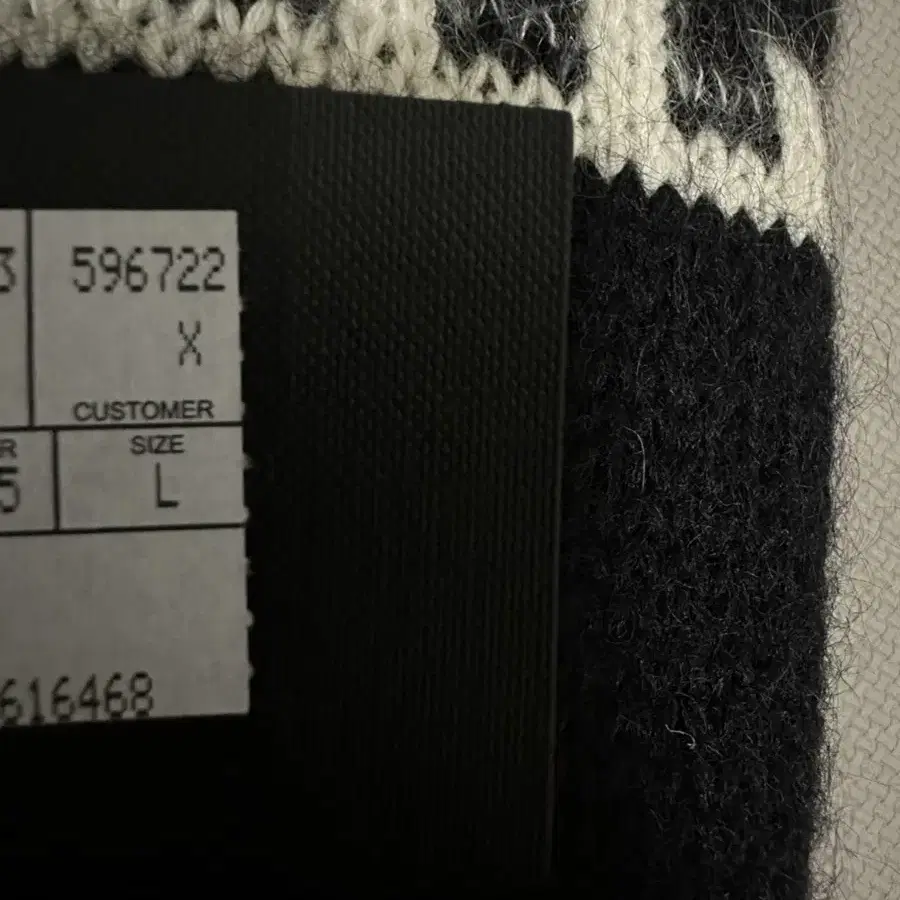 3 596722
X
CUSTOMER
R SIZE
5 L
616468